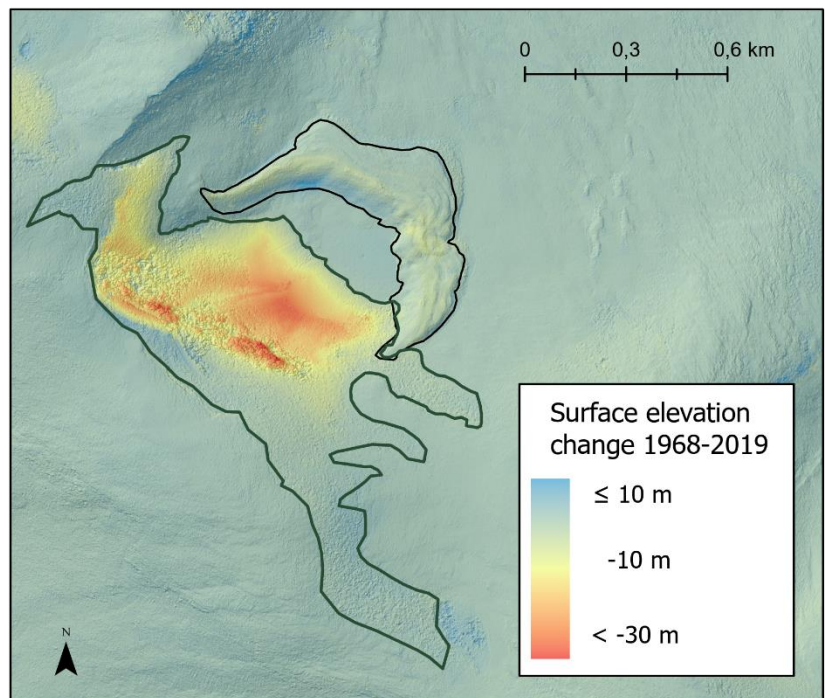 0 0,3 0,6 km
Surface elevation
change 1968-2019
≤ 10 m
-10 m
< -30 m
N